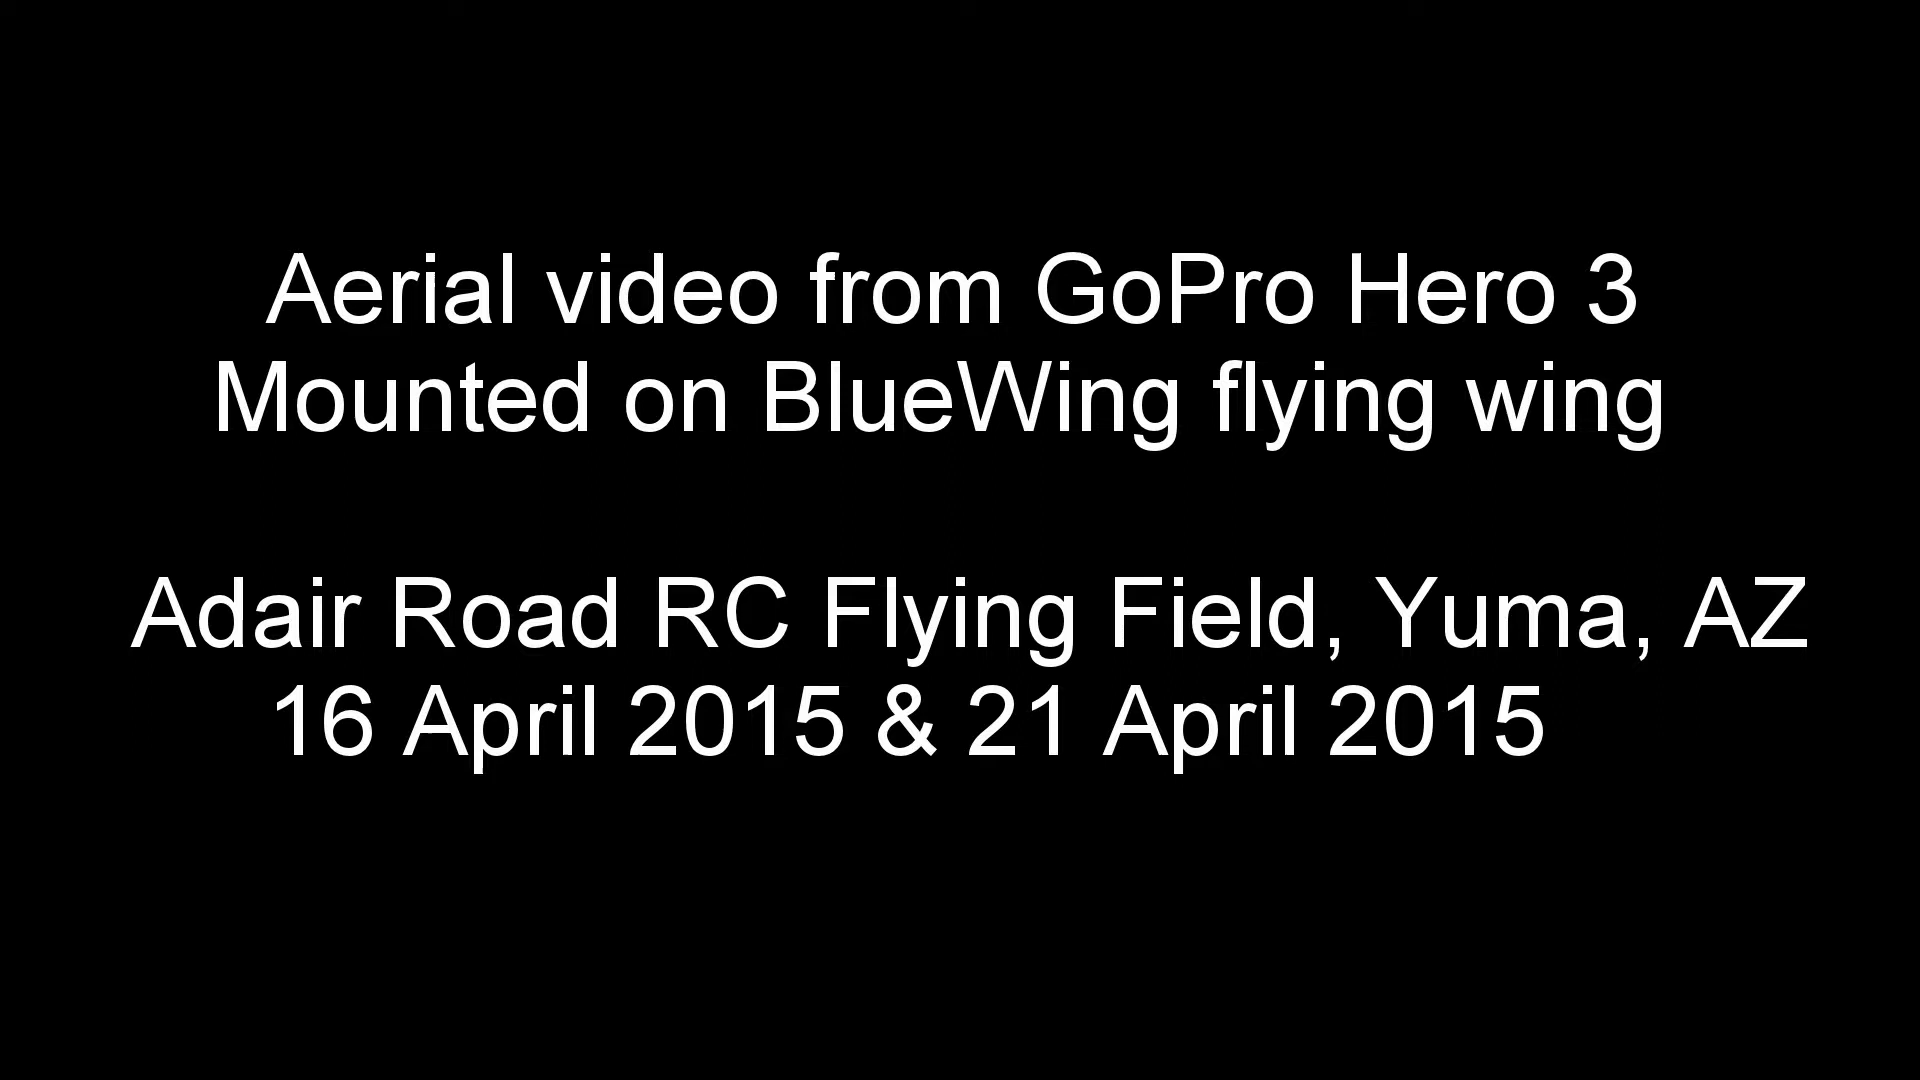 Aerial video from GoPro Hero 3
Mounted on BlueWing flying wing
Adair Road RC Flying Field, Yuma, AZ
16 April 2015 & 21 April 2015